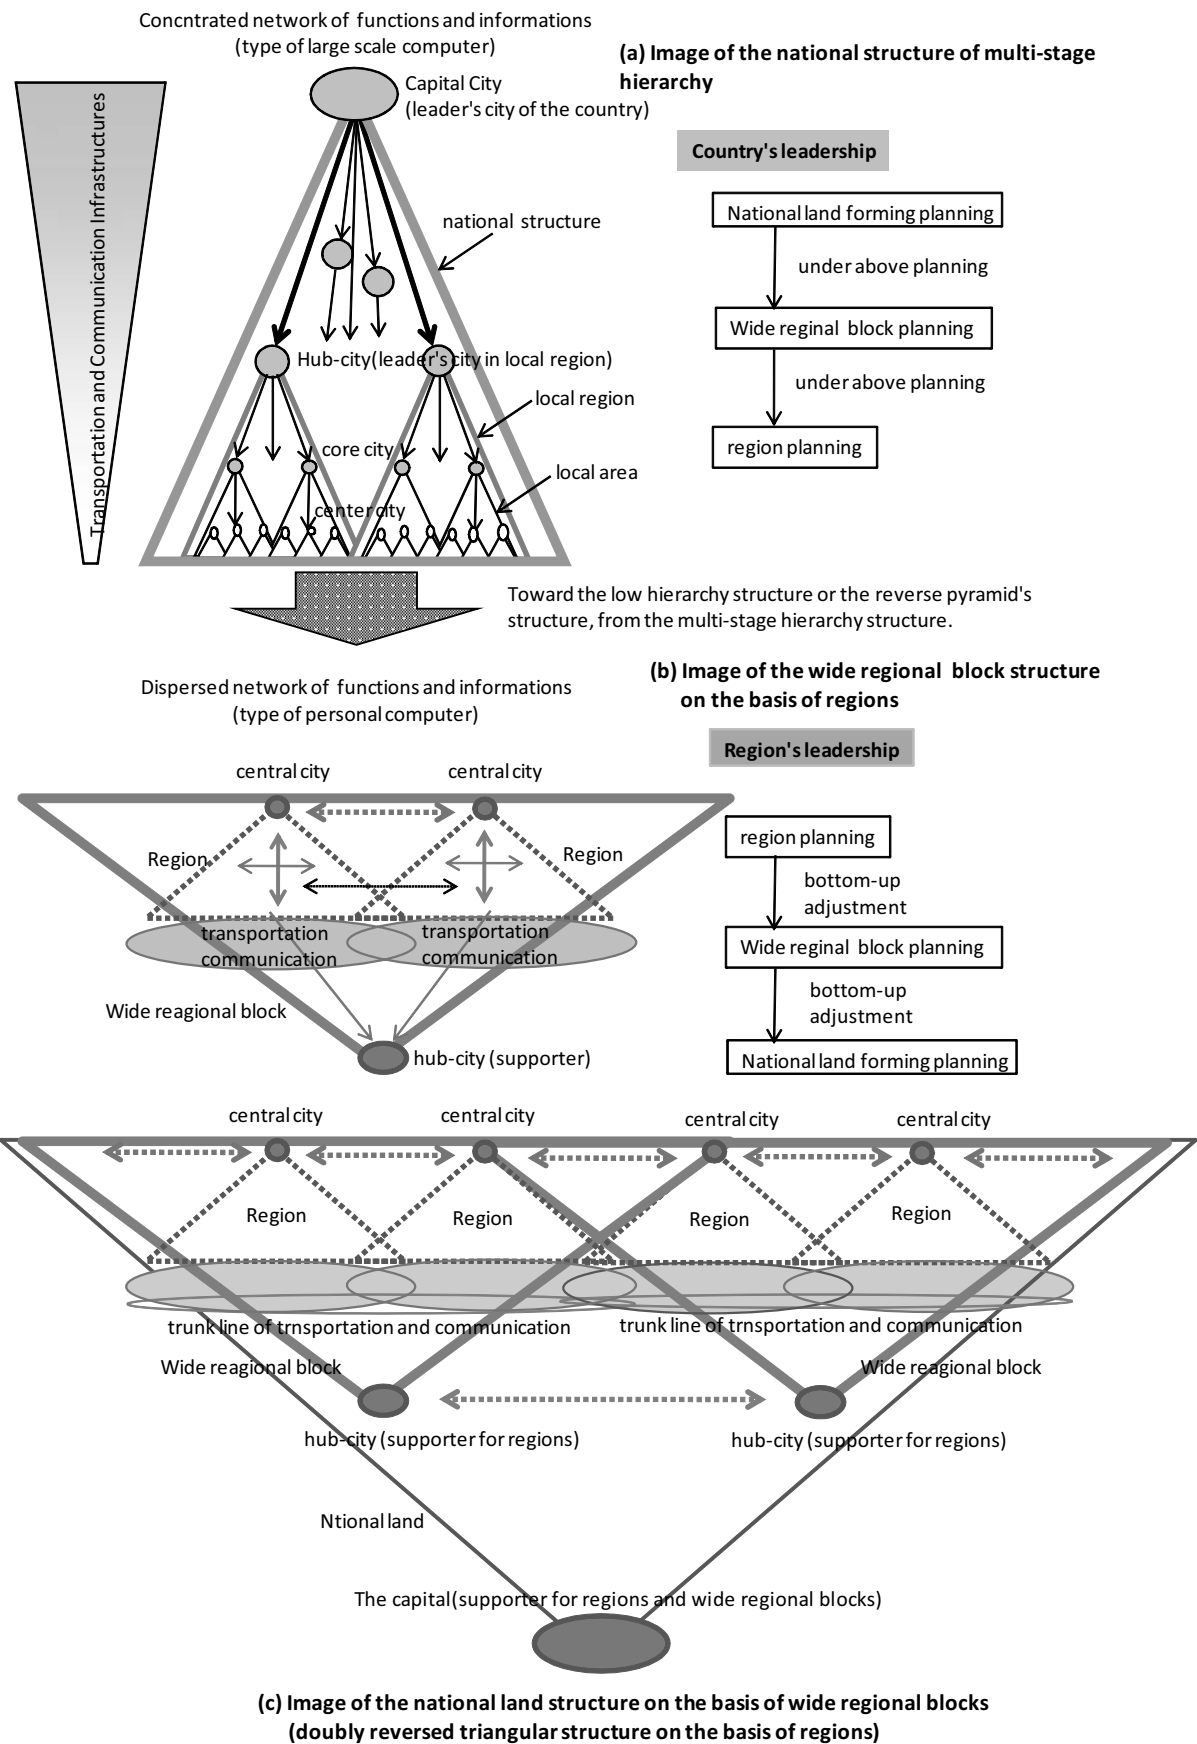 Concntrated network of functions and informations
(type of large scale computer)
(a) Image of the national structure of multi-stage
hierarchy
Capital City
(leader's city of the country)
Transportation and Communication Infrastructures
Country's leadership
National land forming planning
national structure
under above planning
Wide reginal block planning
Hub-city(leader's city in local region)
under above planning
local region
core city
region planning
local area
center city
Toward the low hierarchy structure or the reverse pyramid's
structure, from the multi-stage hierarchy structure.
(b) Image of the wide regional block structure
on the basis of regions
Dispersed network of functions and informations
(type of personal computer)
Region's leadership
central city
central city
region planning
Region
Region
bottom-up
adjustment
transportation
communication
transportation
communication
Wide reginal block planning
bottom-up
adjustment
Wide reagional block
hub-city (supporter)
National land forming planning
central city
central city
central city
central city
Region
Region
Region
Region
trunk line of trnsportation and communication
trunk line of trnsportation and communication
Wide reagional block
Wide reagional block
hub-city (supporter for regions)
hub-city (supporter for regions)
Ntional land
The capital(supporter for regions and wide regional blocks)
(c) Image of the national land structure on the basis of wide regional blocks
(doubly reversed triangular structure on the basis of regions)